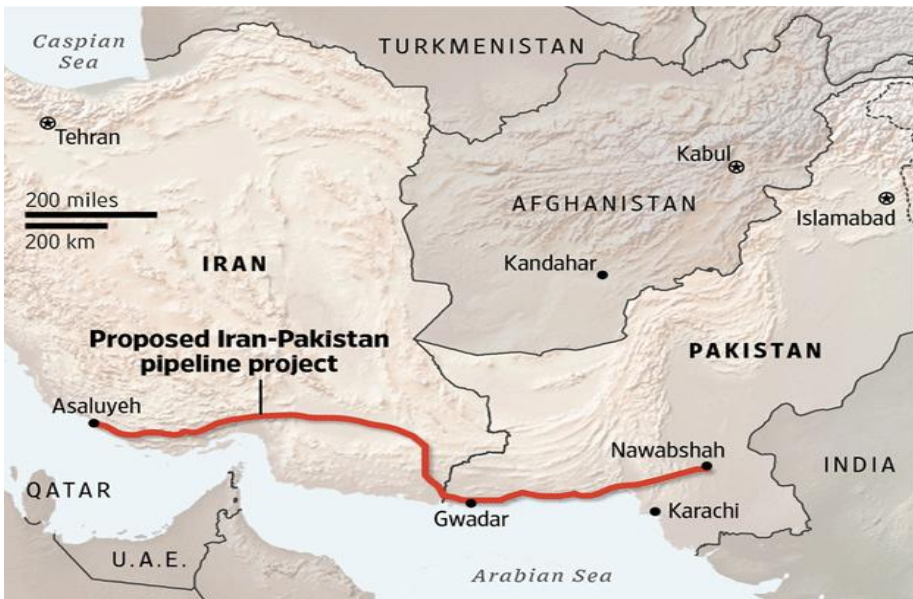 Caspian
Sea
TURKMENISTAN
Tehran
Kabul
200 miles
200 km
AFGHANISTAN
Islamabad
IRAN
Kandahar
Proposed Iran-Pakistan
pipeline project
PAKISTAN
Asaluyeh
Nawabshah
INDIA
QATAR
Gwadar
Karachi
U.A.E.
Arabian Sea